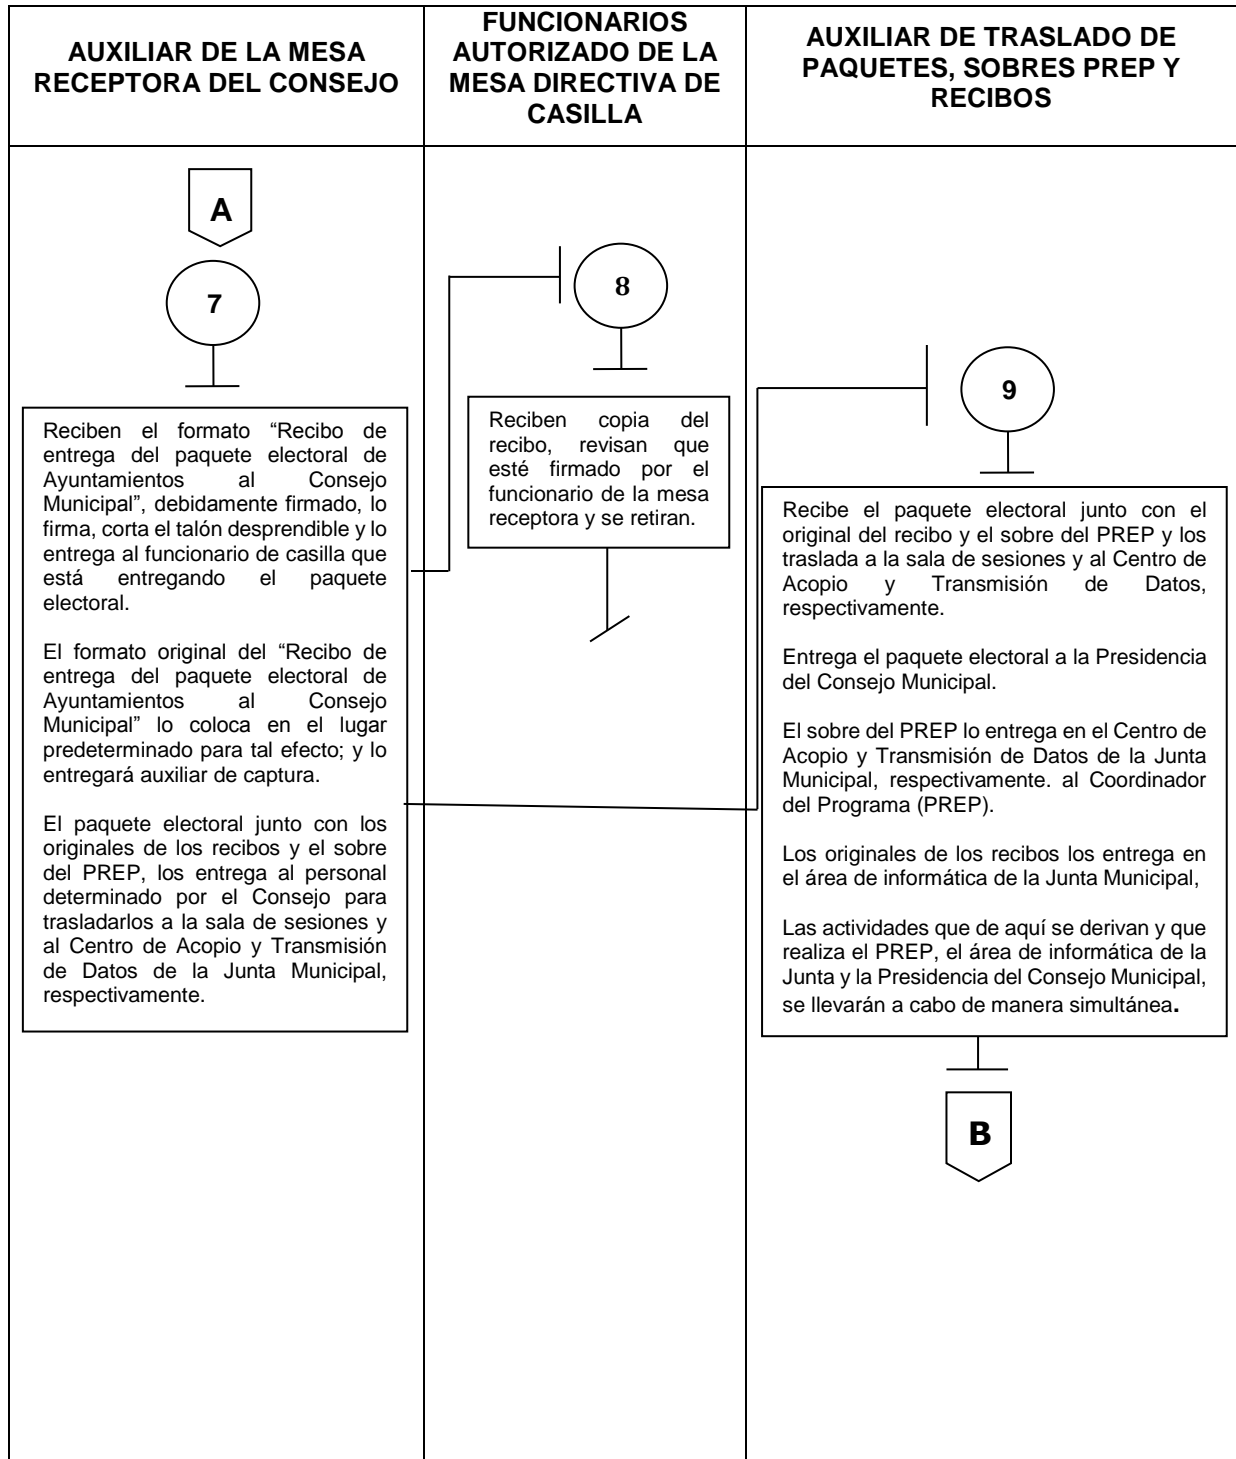 AUXILIAR DE LA MESA
RECEPTORA DEL CONSEJO
FUNCIONARIOS
AUTORIZADO DE LA
MESA DIRECTIVA DE
CASILLA
AUXILIAR DE TRASLADO DE
PAQUETES, SOBRES PREP Y
RECIBOS
A
7
Reciben el formato “Recibo de
entrega del paquete electoral de
Ayuntamientos al Consejo
Municipal”, debidamente firmado, lo
firma, corta el talón desprendible y lo
entrega al funcionario de casilla que
está entregando el paquete
electoral.
El formato original del “Recibo de
entrega del paquete electoral de
Ayuntamientos al Consejo
Municipal” lo coloca en el lugar
predeterminado para tal efecto; y lo
entregará auxiliar de captura.
El paquete electoral junto con los
originales de los recibos y el sobre
del PREP, los entrega al personal
determinado por el Consejo para
trasladarlos a la sala de sesiones y
al Centro de Acopio y Transmisión
de Datos de la Junta Municipal,
respectivamente.
8
Reciben copia del
recibo, revisan que
esté firmado por el
funcionario de la mesa
receptora y se retiran.
9
Recibe el paquete electoral junto con el
original del recibo y el sobre del PREP y los
traslada a la sala de sesiones y al Centro de
Acopio y Transmisión de Datos,
respectivamente.
Entrega el paquete electoral a la Presidencia
del Consejo Municipal.
El sobre del PREP lo entrega en el Centro de
Acopio y Transmisión de Datos de la Junta
Municipal, respectivamente. al Coordinador
del Programa (PREP).
Los originales de los recibos los entrega en
el área de informática de la Junta Municipal,
Las actividades que de aquí se derivan y que
realiza el PREP, el área de informática de la
Junta y la Presidencia del Consejo Municipal,
se llevarán a cabo de manera simultánea.
B